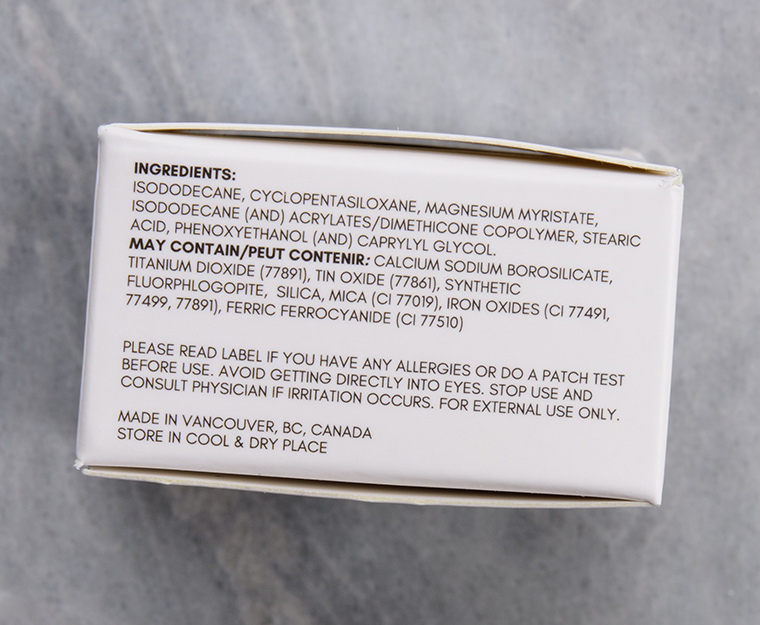 INGREDIENTS:
ISODODECANE, CYCLOPENTASILOXANE, MAGNESIUM MYRISTATE,
ISODODECANE (AND) ACRYLATES/DIMETHICONE COPOLYMER, STEARIC
ACID, PHENOXYETHANOL (AND) CAPRYLYL GLYCOL.
MAY CONTAIN/PEUT CONTENIR: CALCIUM SODIUM BOROSILICATE,
TITANIUM DIOXIDE (77891), TIN OXIDE (77861), SYNTHETIC
FLUORPHLOGOPITE, SILICA, MICA (CI 77019), IRON OXIDES (CI 77491,
77499, 77891), FERRIC FERROCYANIDE (CI 77510)
PLEASE READ LABEL IF YOU HAVE ANY ALLERGIES OR DO A PATCH TEST
BEFORE USE. AVOID GETTING DIRECTLY INTO EYES. STOP USE AND
CONSULT PHYSICIAN IF IRRITATION OCCURS. FOR EXTERNAL USE ONLY.
MADE IN VANCOUVER, BC, CANADA
STORE IN COOL & DRY PLACE